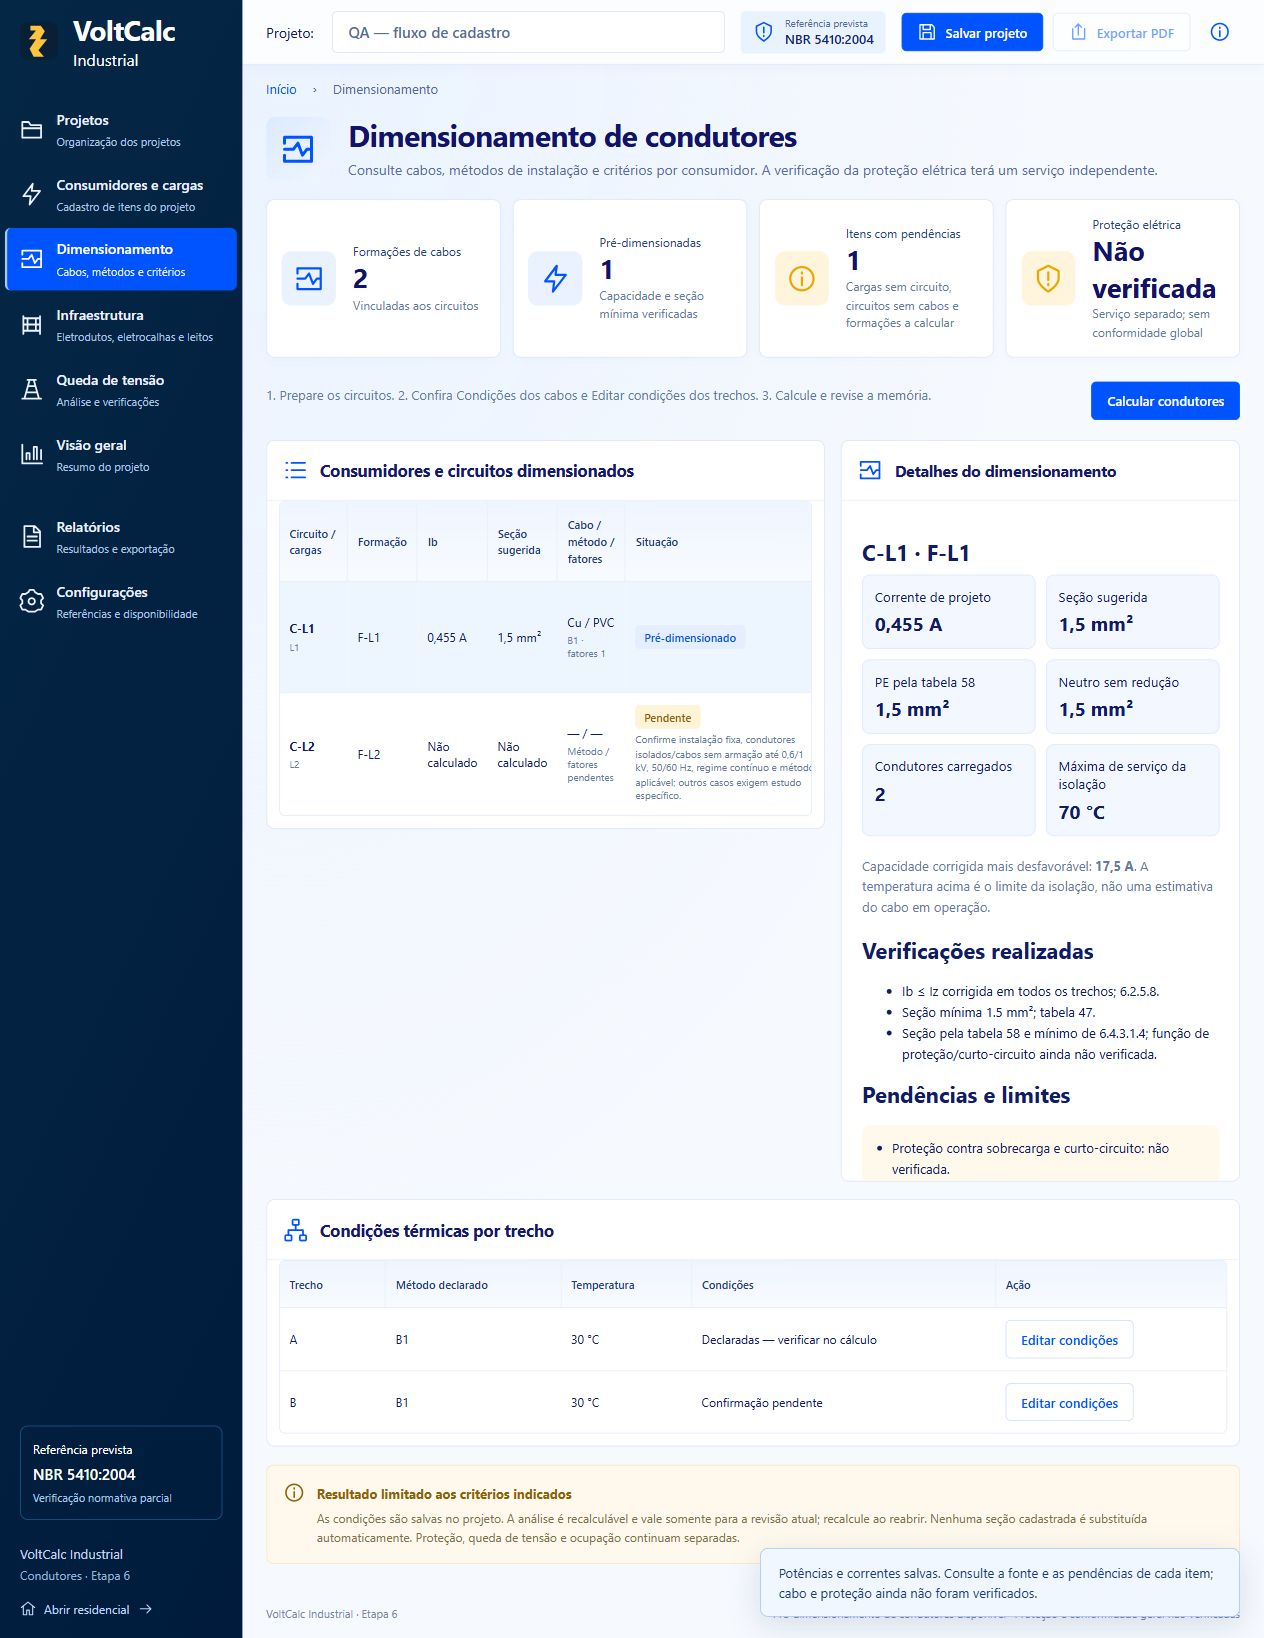 VoltCalc
Industrial
Projetos
Organização dos projetos
Consumidores e cargas
Cadastro de itens do projeto
Dimensionamento
Cabos, métodos e critérios
Infraestrutura
Eletrodutos, eletrocalhas e leitos
Queda de tensão
Análise e verificações
Visão geral
Resumo do projeto
Relatórios
Resultados e exportação
Configurações
Referências e disponibilidade
Referência prevista
NBR 5410:2004
Verificação normativa parcial
VoltCalc Industrial
Condutores · Etapa 6
Abrir residencial →
Projeto:
QA — fluxo de cadastro
Referência prevista
NBR 5410:2004
Salvar projeto
Exportar PDF
Início › Dimensionamento
Dimensionamento de condutores
Consulte cabos, métodos de instalação e critérios por consumidor. A verificação da proteção elétrica terá um serviço independente.
Formações de cabos
2
Vinculadas aos circuitos
Pré-dimensionadas
1
Capacidade e seção
mínima verificadas
Itens com pendências
1
Cargas sem circuito,
circuitos sem cabos e
formações a calcular
Proteção elétrica
Não
verificada
Serviço separado; sem
conformidade global
1. Prepare os circuitos. 2. Confira Condições dos cabos e Editar condições dos trechos. 3. Calcule e revise a memória.
Calcular condutores
Consumidores e circuitos dimensionados
Circuito /
cargas
Formação
Ib
Seção
sugerida
Cabo /
método /
fatores
Situação
C-L1
L1
F-L1
0,455 A
1,5 mm²
Cu / PVC
B1 ·
fatores 1
Pré-dimensionado
C-L2
L2
F-L2
Não
calculado
Não
calculado
— / —
Método /
fatores
pendentes
Pendente
Confirme instalação fixa, condutores
isolados/cabos sem armação até 0,6/1
kV, 50/60 Hz, regime contínuo e método
aplicável; outros casos exigem estudo
específico.
Detalhes do dimensionamento
C-L1 · F-L1
Corrente de projeto
0,455 A
Seção sugerida
1,5 mm²
PE pela tabela 58
1,5 mm²
Neutro sem redução
1,5 mm²
Condutores carregados
2
Máxima de serviço da
isolação
70 °C
Capacidade corrigida mais desfavorável: 17,5 A. A
temperatura acima é o limite da isolação, não uma estimativa
do cabo em operação.
Verificações realizadas
• Ib ≤ Iz corrigida em todos os trechos; 6.2.5.8.
• Seção mínima 1.5 mm²; tabela 47.
• Seção pela tabela 58 e mínimo de 6.4.3.1.4; função de
proteção/curto-circuito ainda não verificada.
Pendências e limites
• Proteção contra sobrecarga e curto-circuito: não
verificada.
Condições térmicas por trecho
Trecho
Método declarado
Temperatura
Condições
Ação
A
B1
30 °C
Declaradas — verificar no cálculo
Editar condições
B
B1
30 °C
Confirmação pendente
Editar condições
Resultado limitado aos critérios indicados
As condições são salvas no projeto. A análise é recalculável e vale somente para a revisão atual; recalcule ao reabrir. Nenhuma seção cadastrada é substituída
automaticamente. Proteção, queda de tensão e ocupação continuam separadas.
Potências e correntes salvas. Consulte a fonte e as pendências de cada item;
cabo e proteção ainda não foram verificados.
VoltCalc Industrial · Etapa 6